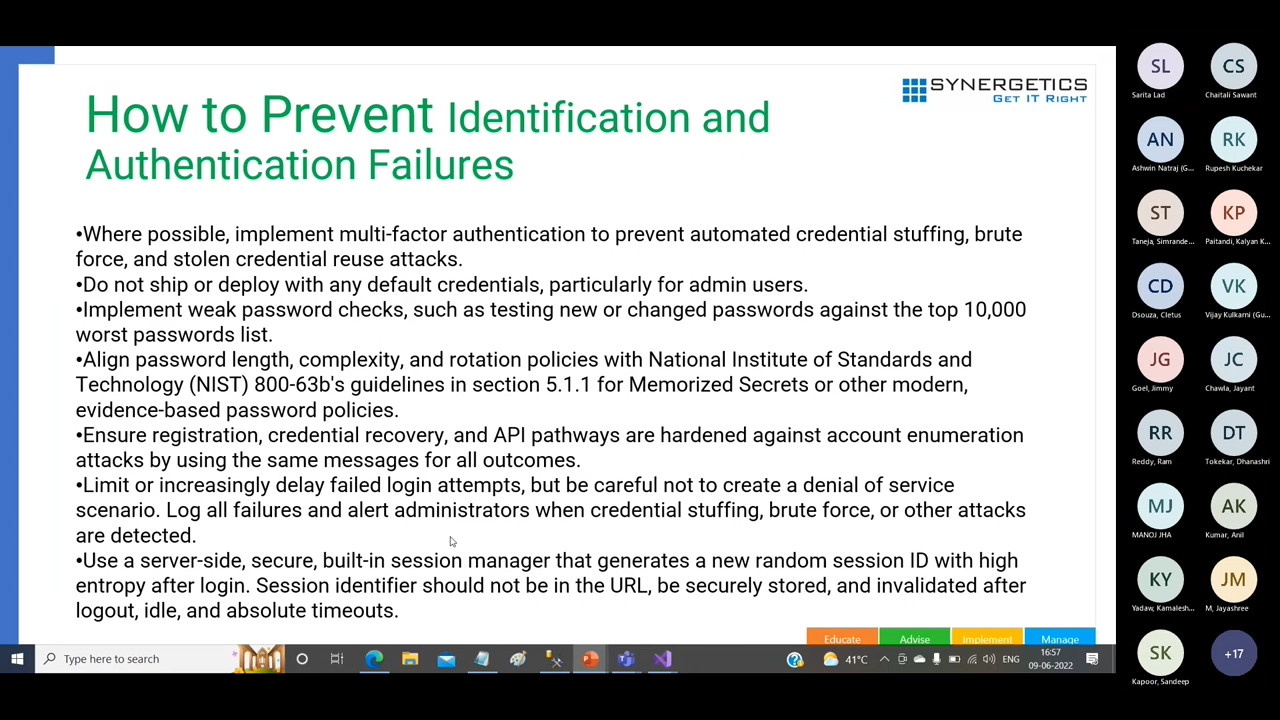 SYNERGETICS
GET IT RIGHT
How to Prevent Identification and
Authentication Failures
•Where possible, implement multi-factor authentication to prevent automated credential stuffing, brute
force, and stolen credential reuse attacks.
•Do not ship or deploy with any default credentials, particularly for admin users.
•Implement weak password checks, such as testing new or changed passwords against the top 10,000
worst passwords list.
•Align password length, complexity, and rotation policies with National Institute of Standards and
Technology (NIST) 800-63b's guidelines in section 5.1.1 for Memorized Secrets or other modern,
evidence-based password policies.
•Ensure registration, credential recovery, and API pathways are hardened against account enumeration
attacks by using the same messages for all outcomes.
•Limit or increasingly delay failed login attempts, but be careful not to create a denial of service
scenario. Log all failures and alert administrators when credential stuffing, brute force, or other attacks
are detected.
•Use a server-side, secure, built-in session manager that generates a new random session ID with high
entropy after login. Session identifier should not be in the URL, be securely stored, and invalidated after
logout, idle, and absolute timeouts.
Educate Advise Implement Manage
Type here to search
41°C ENG
16:57
09-06-2022
SL CS
Sarita Lad Chaitali Sawant
AN RK
Ashwin Natraj (G... Rupesh Kuchekar
ST KP
Taneja, Simrande... Paitandi, Kalyan K...
CD VK
Dsouza, Cletus Vijay Kulkarni (Gu...
JG JC
Goel, Jimmy Chawla, Jayant
RR DT
Reddy, Ram Tokekar, Dhanashri
MJ AK
MANOJ JHA Kumar, Anil
KY JM
Yadaw, Kamalesh... M, Jayashree
SK +17
Kapoor, Sandeep